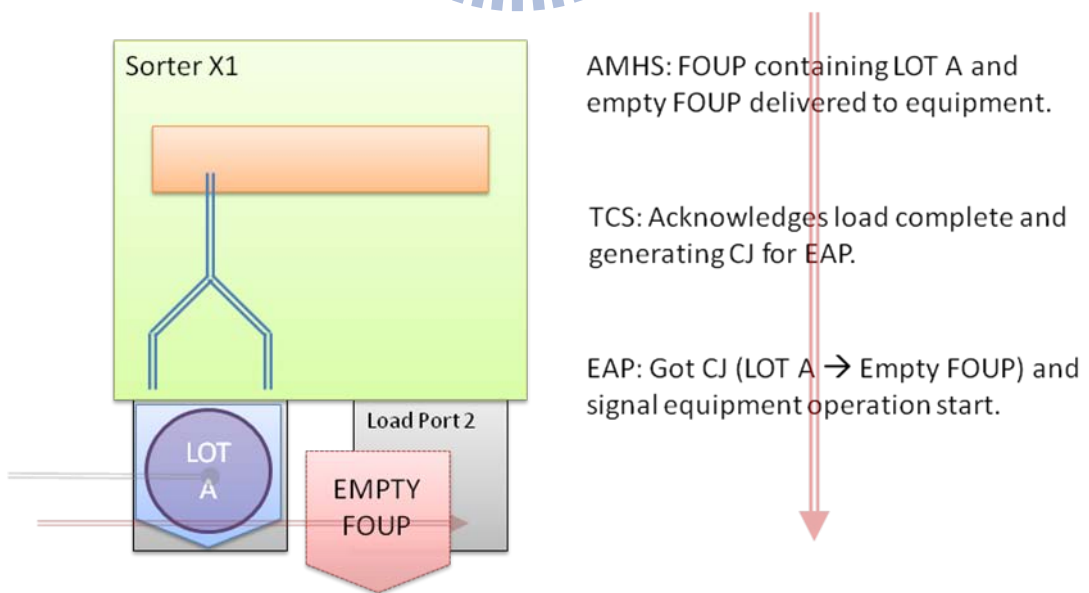 Sorter X1
AMHS: FOUP containing LOT A and
empty FOUP delivered to equipment.
TCS: Acknowledges load complete and
generating CJ for EAP.
EAP: Got CJ (LOT A → Empty FOUP) and
signal equipment operation start.
Load Port 2
LOT
A
EMPTY
FOUP